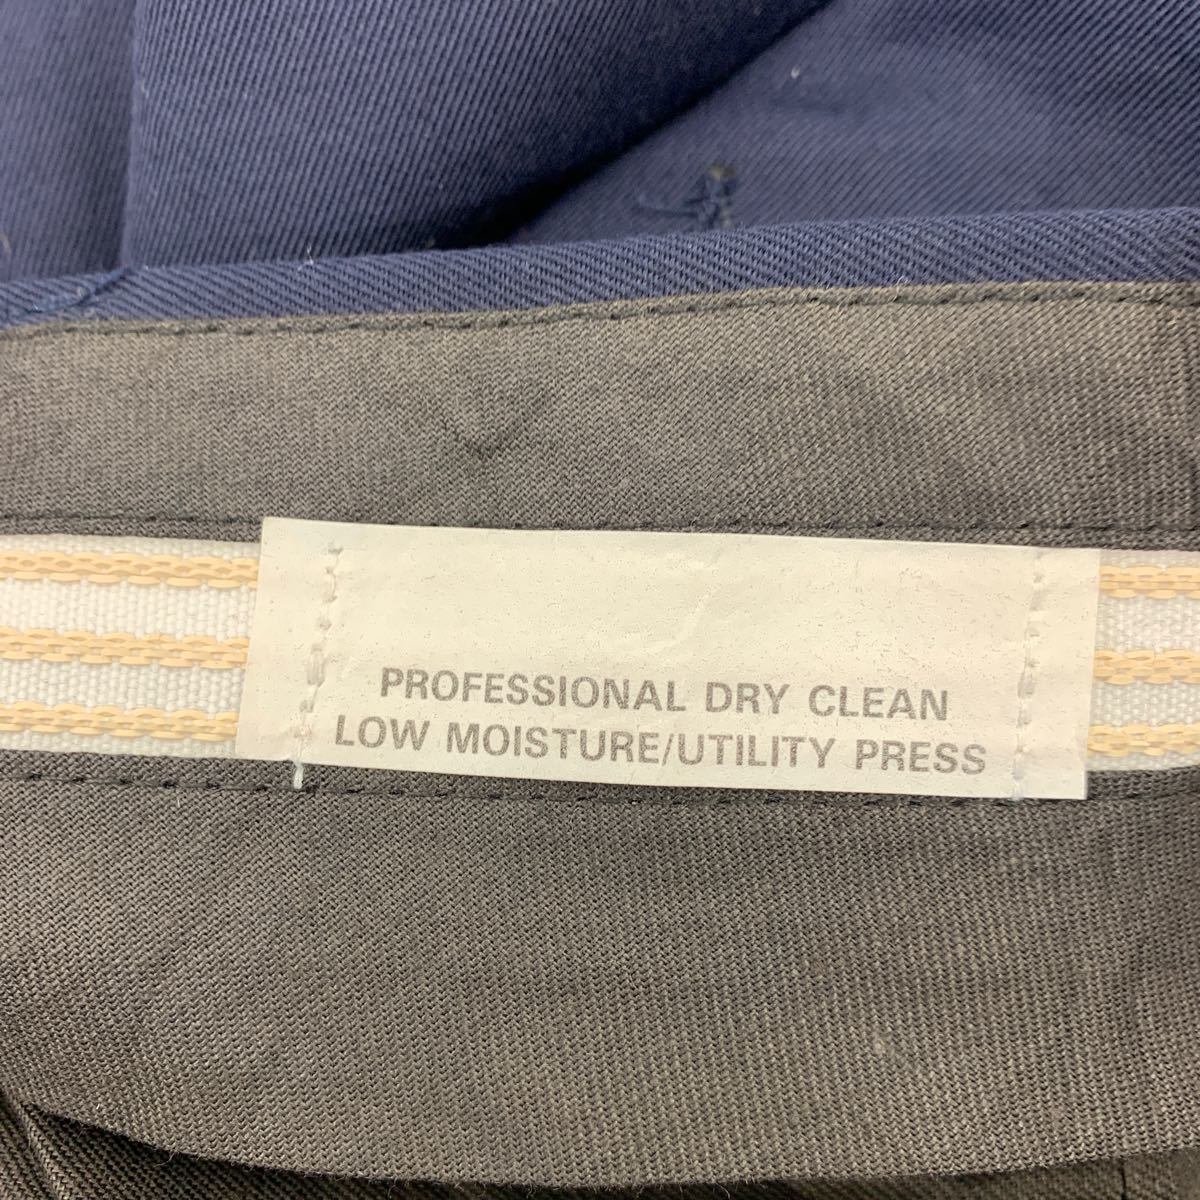 PROFESSIONAL DRY CLEAN
LOW MOISTURE/UTILITY PRESS